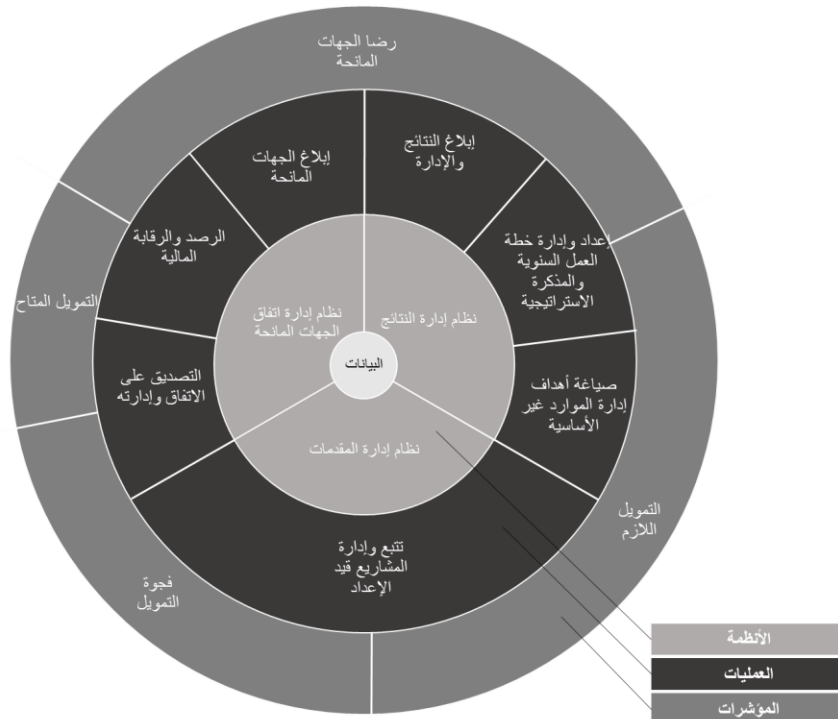 رضا الجهات
المانحة
إبلاغ النتائج
والإدارة
إبلاغ الجهات
المانحة
إعداد وإدارة خطة
العمل السنوية
والمذكرة
الاستراتيجية
الرصد والرقابة
المالية
التمويل المتاح
نظام إدارة النتائج
نظام إدارة اتفاق
الجهات المانحة
البيانات
صياغة أهداف
إدارة الموارد غير
الأساسية
التصديق على
الاتفاق وإدارته
نظام إدارة المقدمات
التمويل
اللازم
تتبع وإدارة
المشاريع قيد
الإعداد
فجوة
التمويل
الأنظمة
العمليات
المؤشرات